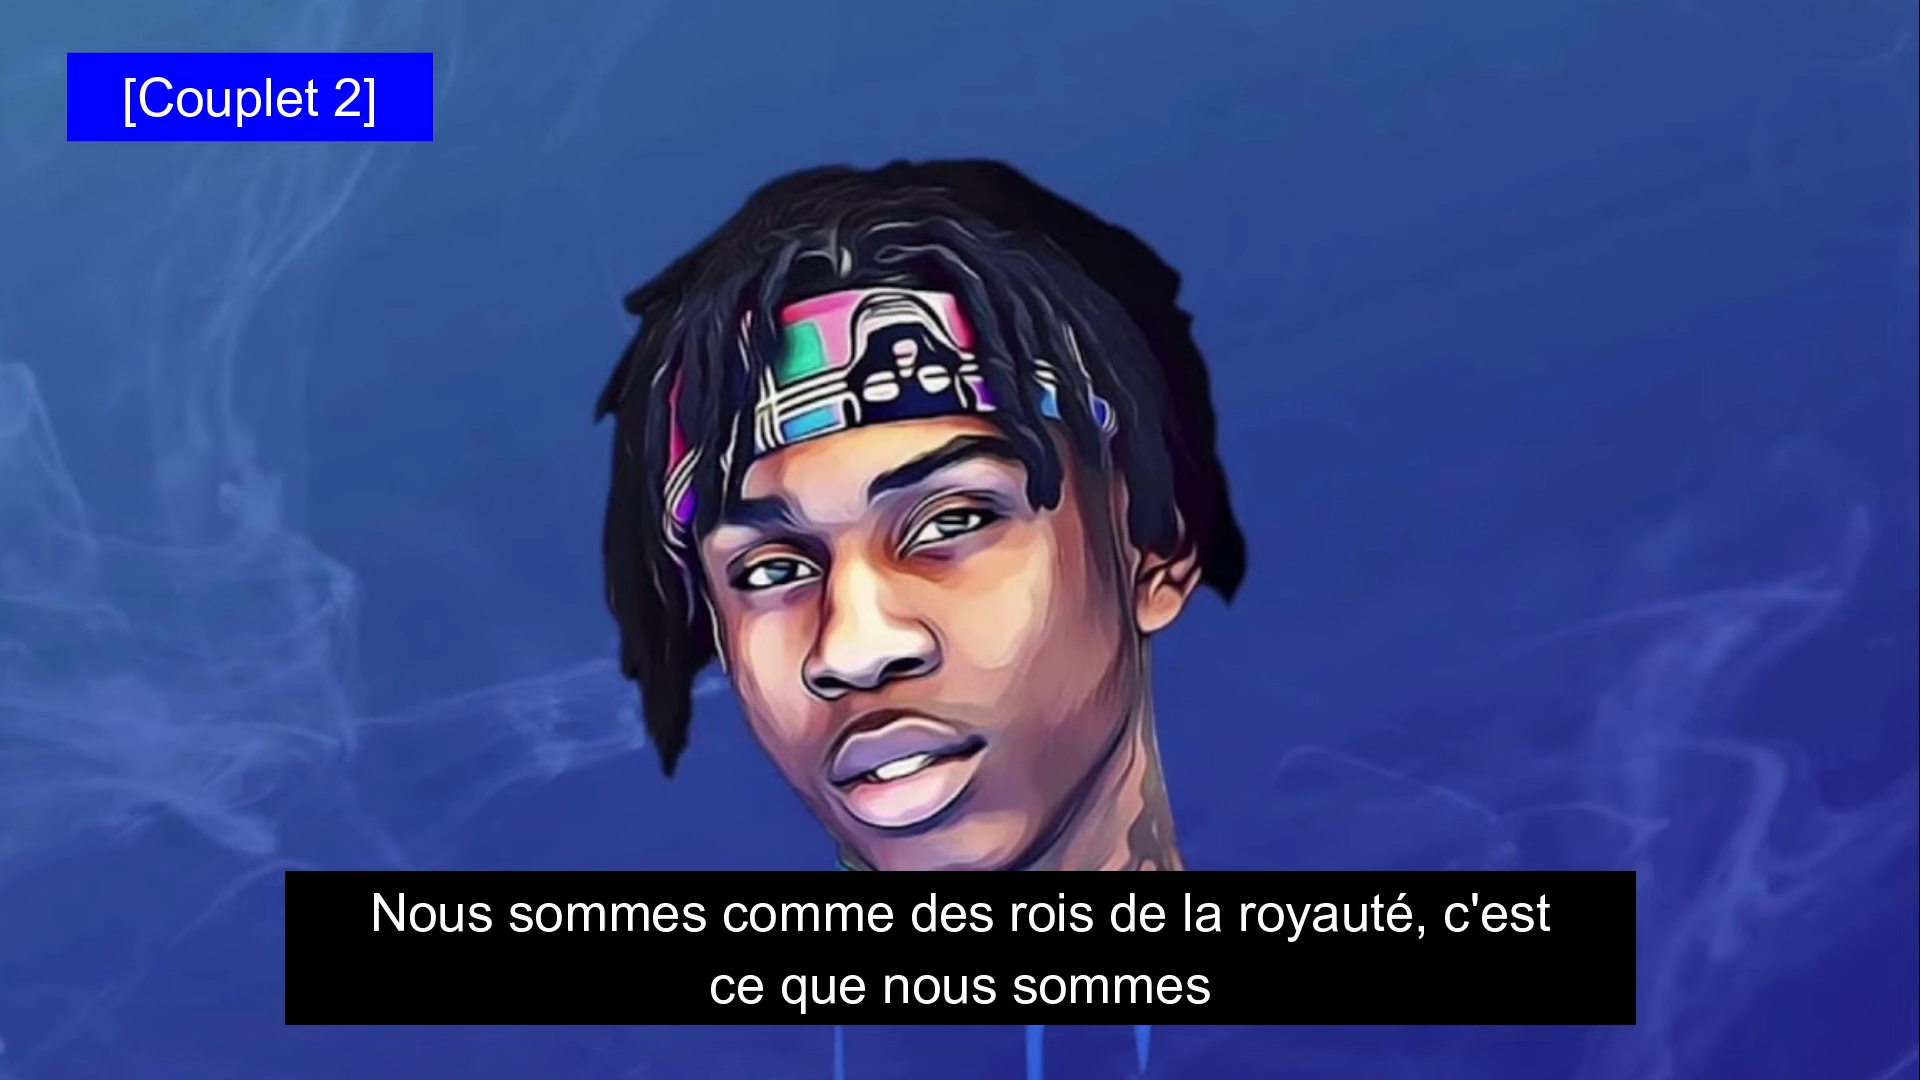 [Couplet 2]
Nous sommes comme des rois de la royauté, c'est
ce que nous sommes